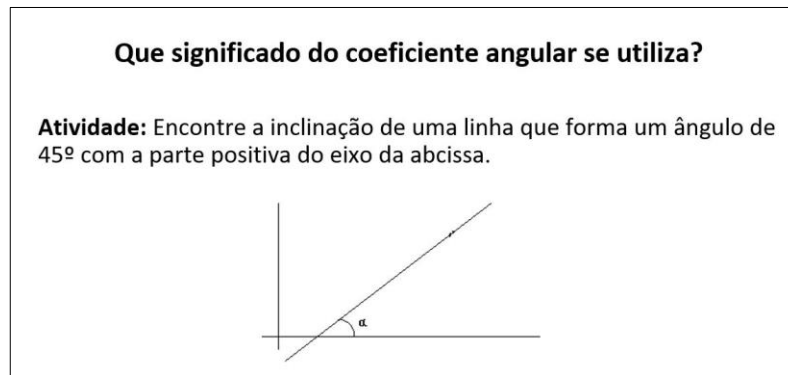 Que significado do coeficiente angular se utiliza?
Atividade: Encontre a inclinação de uma linha que forma um ângulo de
45º com a parte positiva do eixo da abcissa.
α